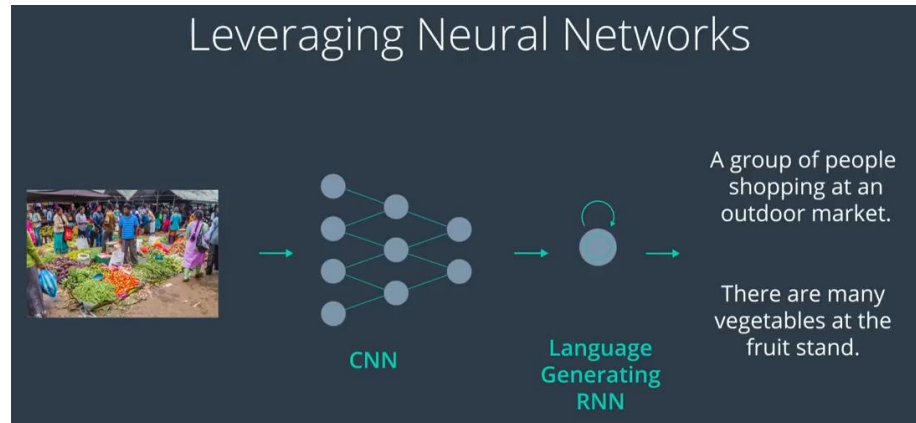 Leveraging Neural Networks
A group of people
shopping at an
outdoor market.
There are many
vegetables at the
fruit stand.
CNN
Language
Generating
RNN